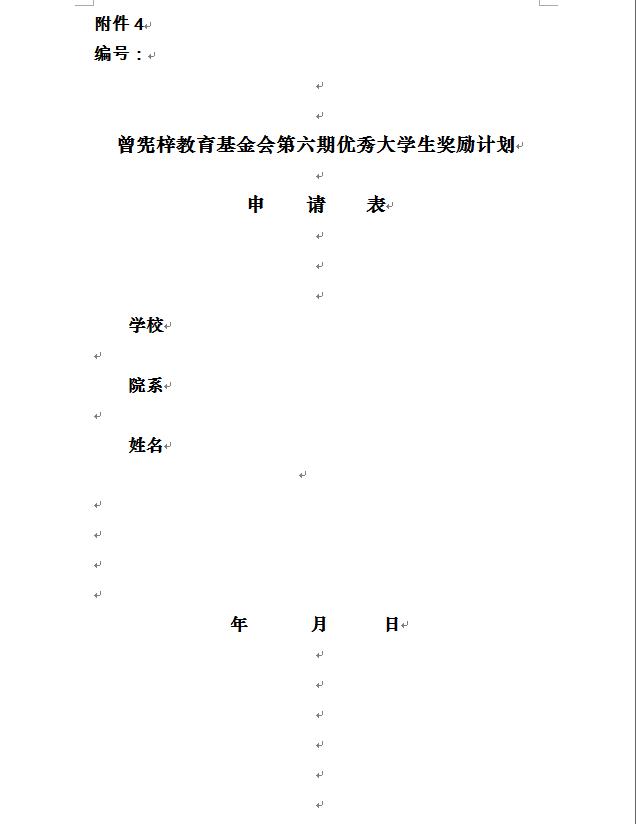 附件 4
编号：
曾宪梓教育基金会第六期优秀大学生奖励计划
申 请 表
学校
院系
姓名
年 月 日